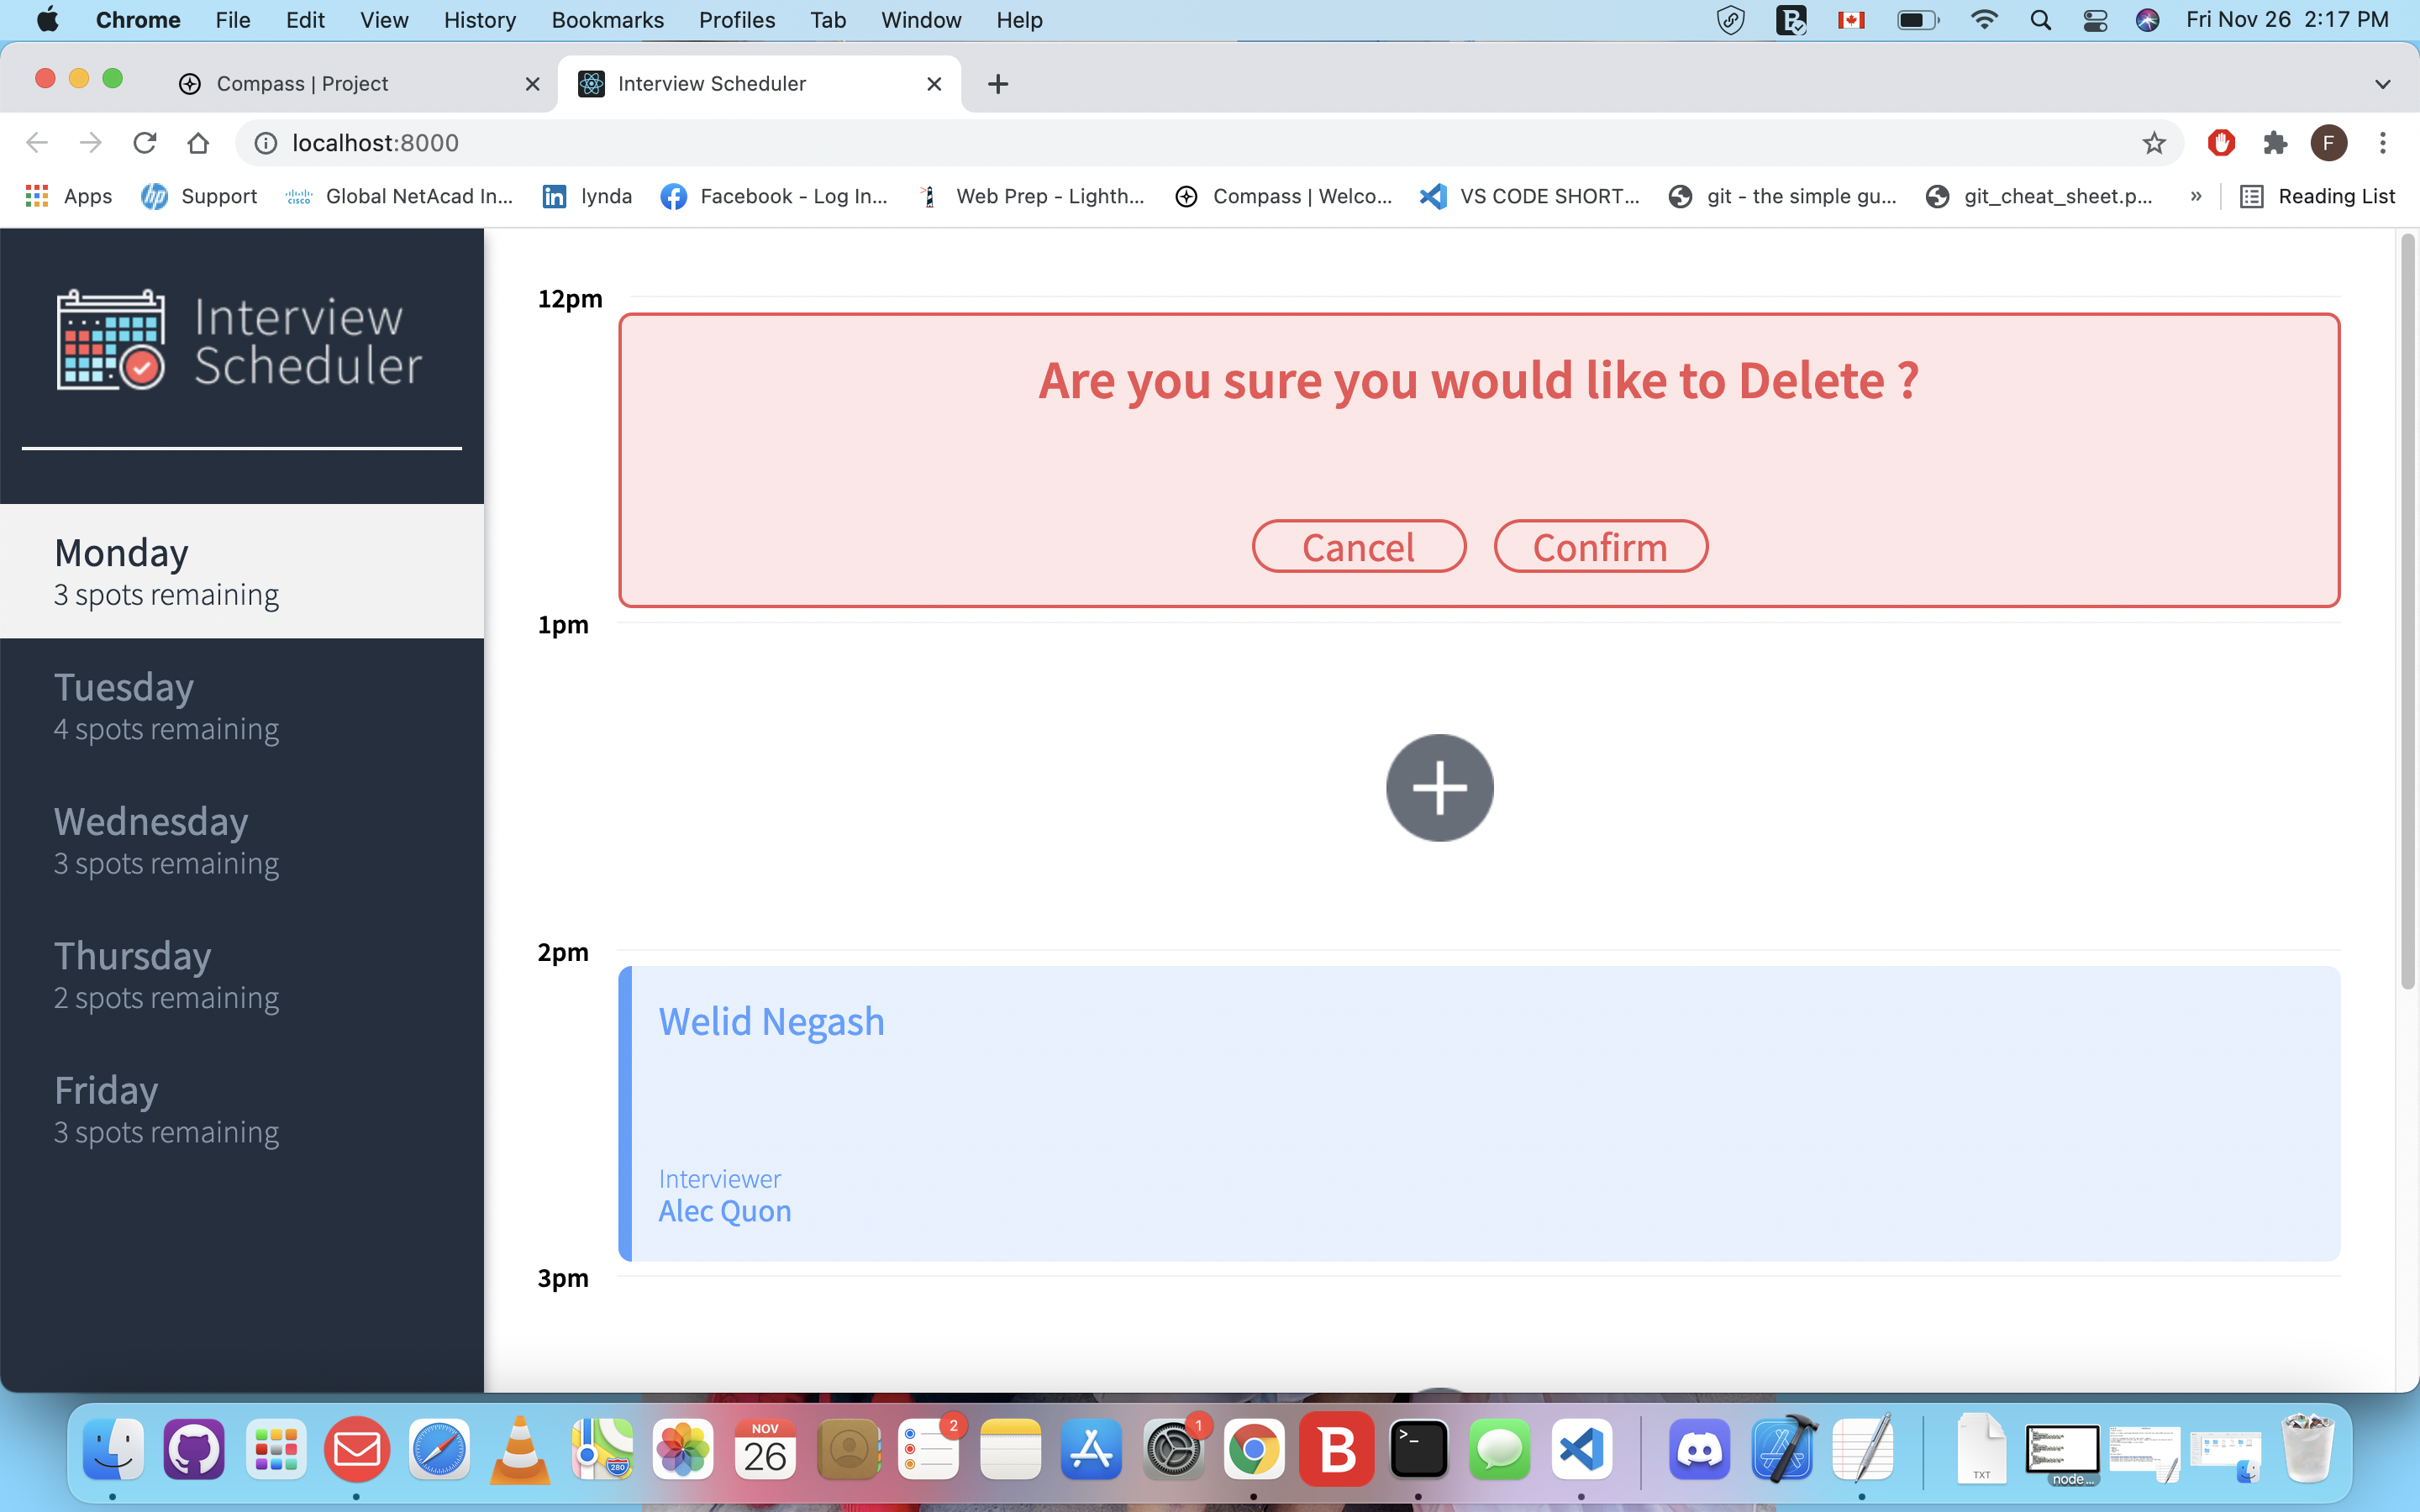 Chrome File Edit View History Bookmarks Profiles Tab Window Help Fri Nov 26 2:17 PM
Compass | Project Interview Scheduler
localhost:8000 F
Apps Support Global NetAcad In... lynda Facebook - Log In... Web Prep - Lighth... Compass | Welco... VS CODE SHORT... git - the simple gu... git_cheat_sheet.p... » Reading List
Interview
Scheduler
Monday
3 spots remaining
Tuesday
4 spots remaining
Wednesday
3 spots remaining
Thursday
2 spots remaining
Friday
3 spots remaining
12pm
Are you sure you would like to Delete ?
Cancel Confirm
1pm
2pm
Welid Negash
Interviewer
Alec Quon
3pm
NOV
26
2
1
280
TXT
node...